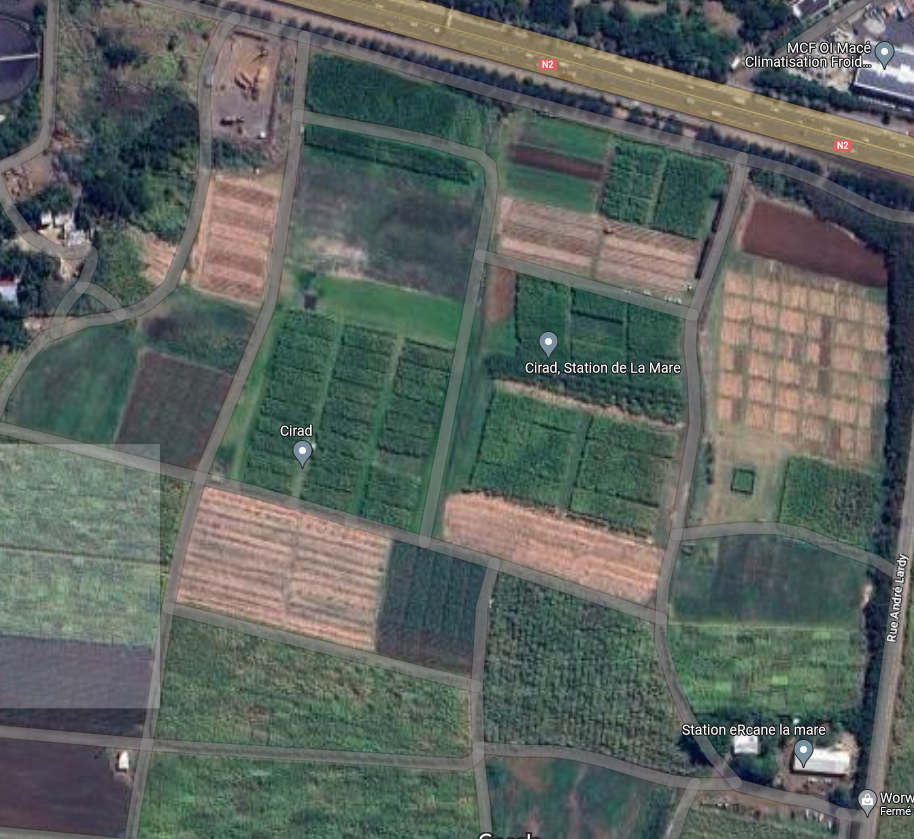 MCF OI Macé
Climatisation Froid...
N2
N2
Cirad, Station de La Mare
Cirad
Rue André Lardy
Station eRcane la mare
Worw
Fermé